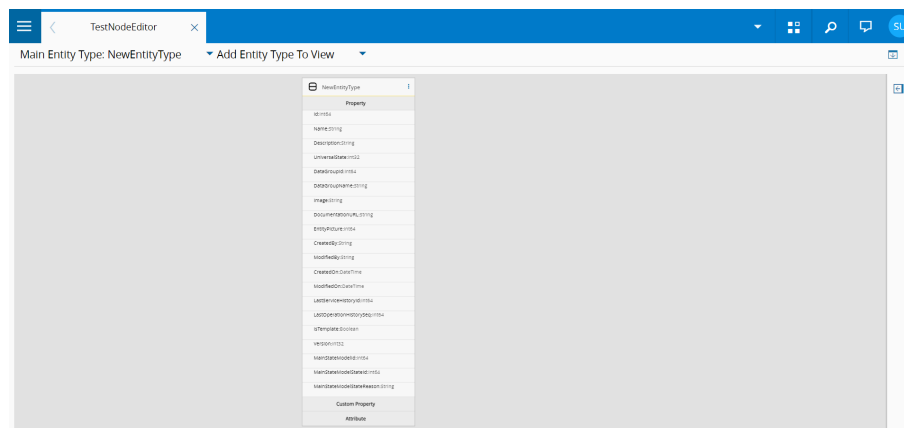 TestNodeEditor
SU
Main Entity Type: NewEntityType
Add Entity Type To View
NewEntityType
Property
Id:Int64
Name:String
Description:String
UniversalState:Int32
DataGroupId:Int64
DataGroupName:String
Image:String
DocumentationURL:String
EntityPicture:Int64
CreatedBy:String
ModifiedBy:String
CreatedOn:DateTime
ModifiedOn:DateTime
LastServiceHistoryId:Int64
LastOperationHistorySeq:Int64
IsTemplate:Boolean
Version:Int32
MainStateModelId:Int64
MainStateModelStateId:Int64
MainStateModelStateReason:String
Custom Property
Attribute